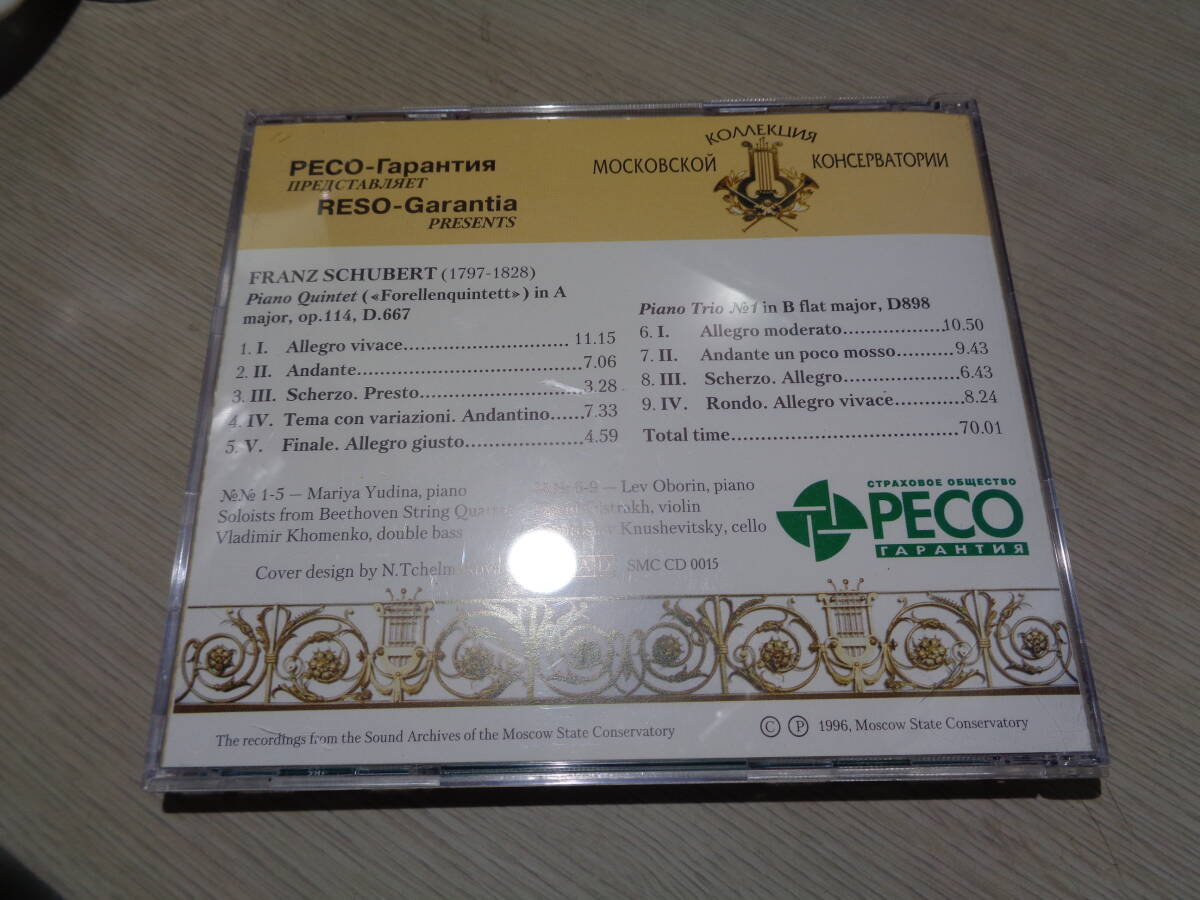 РЕСО-Гарантия
ПРЕДСТАВЛЯЕТ
RESO-Garantia
PRESENTS
КОЛЛЕКЦИЯ
МОСКОВСКОЙ КОНСЕРВАТОРИИ
FRANZ SCHUBERT (1797-1828)
Piano Quintet («Forellenquintett») in A
major, op.114, D.667
1. I. Allegro vivace............................ 11.15
2. II. Andante......................................7.06
3. III. Scherzo. Presto...........................3.28
4. IV. Tema con variazioni. Andantino......7.33
5. V. Finale. Allegro giusto....................4.59
Piano Trio №1 in B flat major, D898
6. I. Allegro moderato.................10.50
7. II. Andante un poco mosso..........9.43
8. III. Scherzo. Allegro....................6.43
9. IV. Rondo. Allegro vivace............8.24
Total time......................................70.01
№№ 1-5 — Mariya Yudina, piano
Soloists from Beethoven String
Vladimir Khomenko, double bass
6-9 — Lev Oborin, piano
violin
Knushevitsky, cello
СТРАХОВОЕ ОБЩЕСТВО
РЕСО
ГАРАНТИЯ
Cover design by
SMC CD 0015
The recordings from the Sound Archives of the Moscow State Conservatory
© ℗ 1996, Moscow State Conservatory